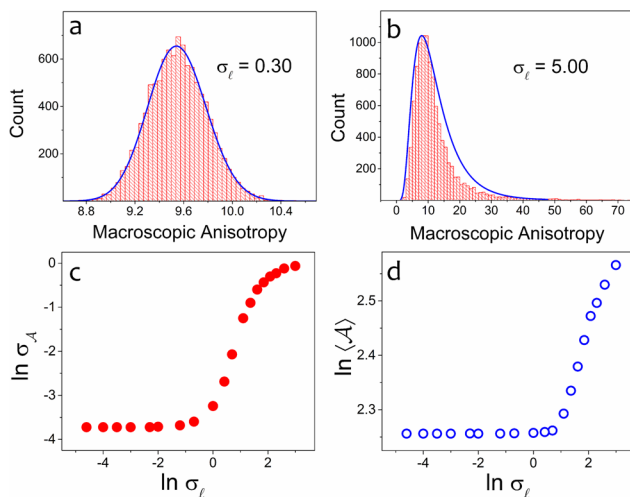 a
σℓ = 0.30
Count
600
400
200
8.8 9.6 10.0 10.4
Macroscopic Anisotropy
b
σℓ = 5.00
Count
1000
800
600
400
200
0 10 20 30 40 50 60 70
Macroscopic Anisotropy
c
ln σ𝒜
0
-1
-2
-3
-4
-4 -2 0 2
ln σℓ
d
ln ⟨𝒜⟩
2.5
2.4
2.3
2.2
-4 -2 0 2
ln σℓ